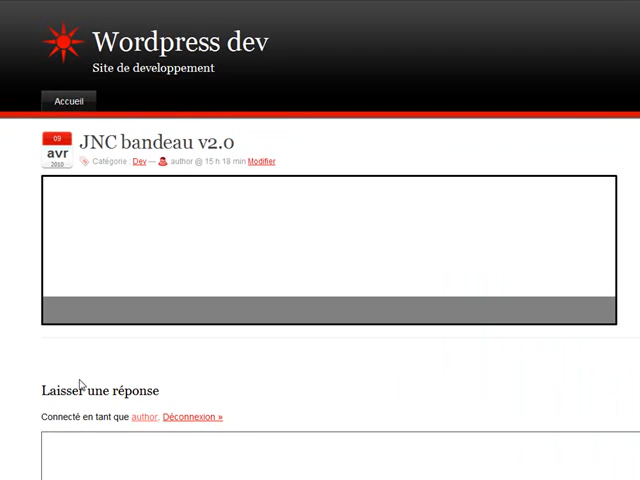 Wordpress dev
Site de developpement
Accueil
09
avr
2010
JNC bandeau v2.0
Catégorie : Dev — author @ 15 h 18 min Modifier
Laisser une réponse
Connecté en tant que author. Déconnexion »